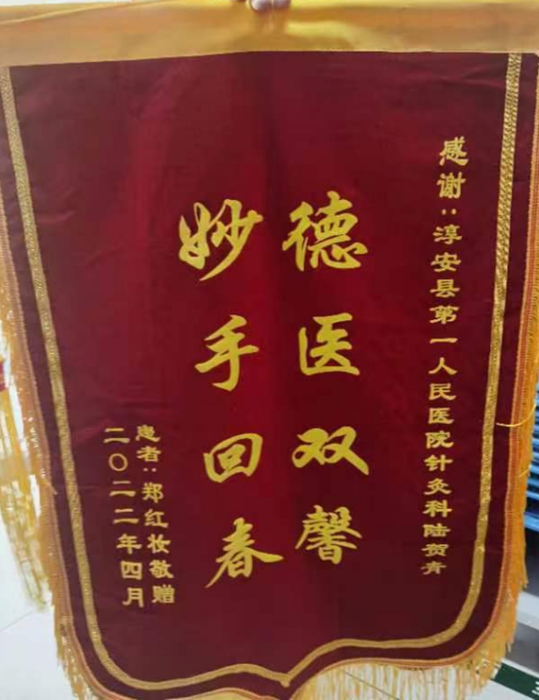 感谢：淳安县第一人民医院针灸科陆贺青
德医双馨
妙手回春
患者：郑红妆敬赠
二〇二二年四月